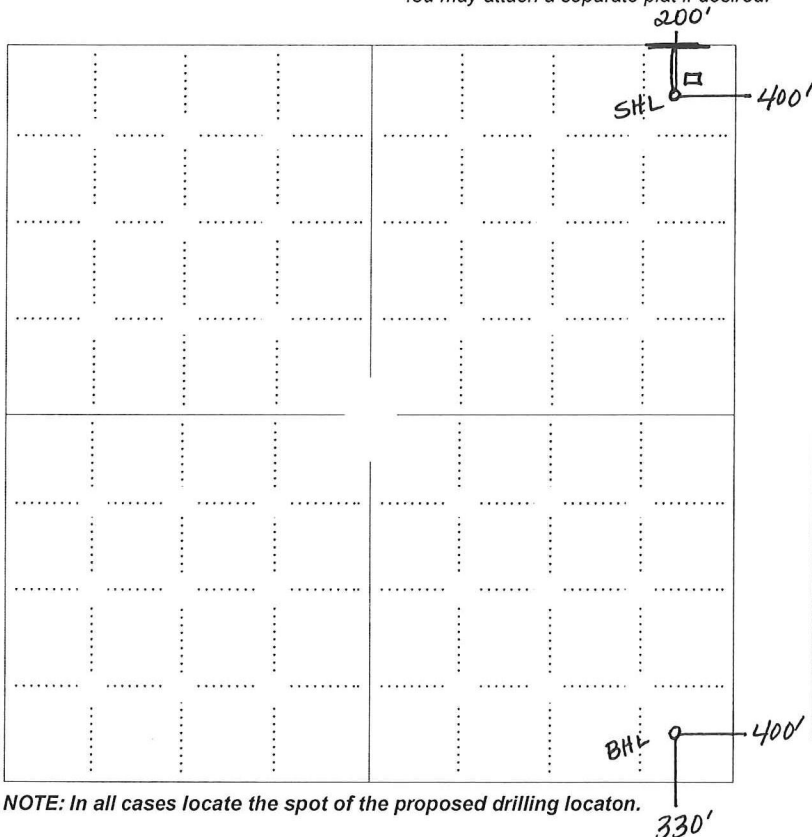 You may attach a separate plat if desired.
200'
SHL
400'
BHL
400'
NOTE: In all cases locate the spot of the proposed drilling locaton.
330'